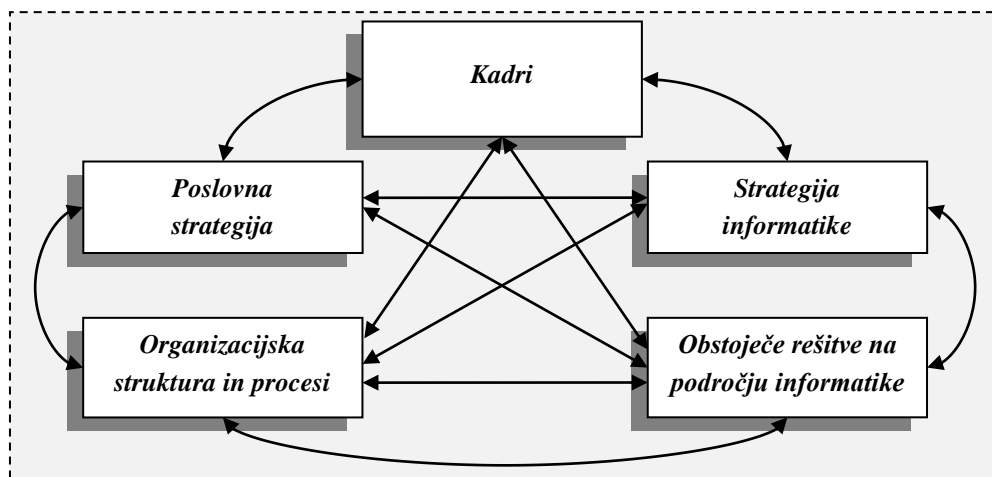 Kadri
Poslovna
strategija
Strategija
informatike
Organizacijska
struktura in procesi
Obstoječe rešitve na
področju informatike